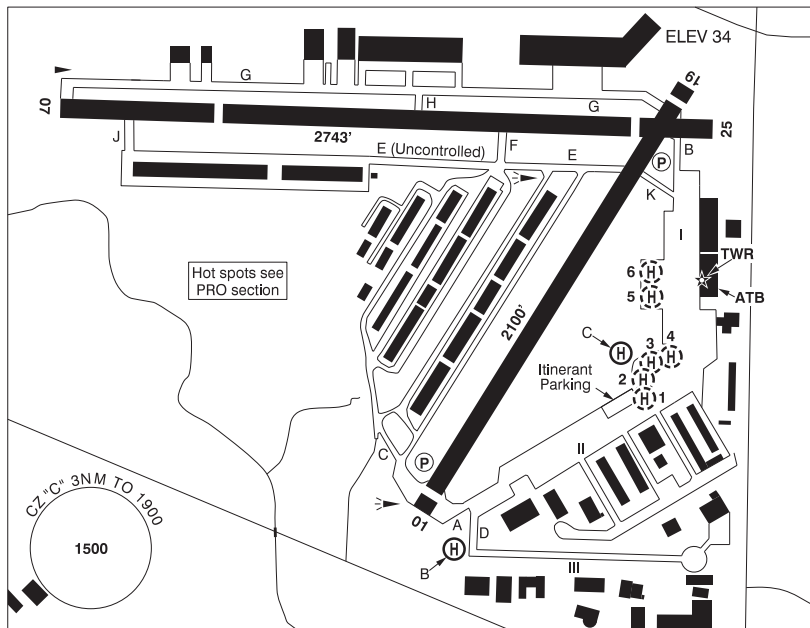 ELEV 34
G
H
G
19
07
25
2743'
J
E (Uncontrolled)
F
E
B
P
K
I
TWR
ATB
Hot spots see
PRO section
6 H
5 H
2100'
C
H
3 H
4 H
Itinerant
Parking
2 H
H 1
II
C
P
01
A
D
H
B
III
CZ "C" 3NM TO 1900
1500